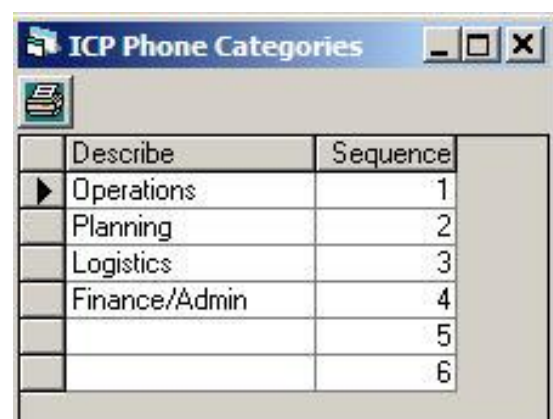 ICP Phone Categories
Describe Sequence
Operations 1
Planning 2
Logistics 3
Finance/Admin 4
5
6